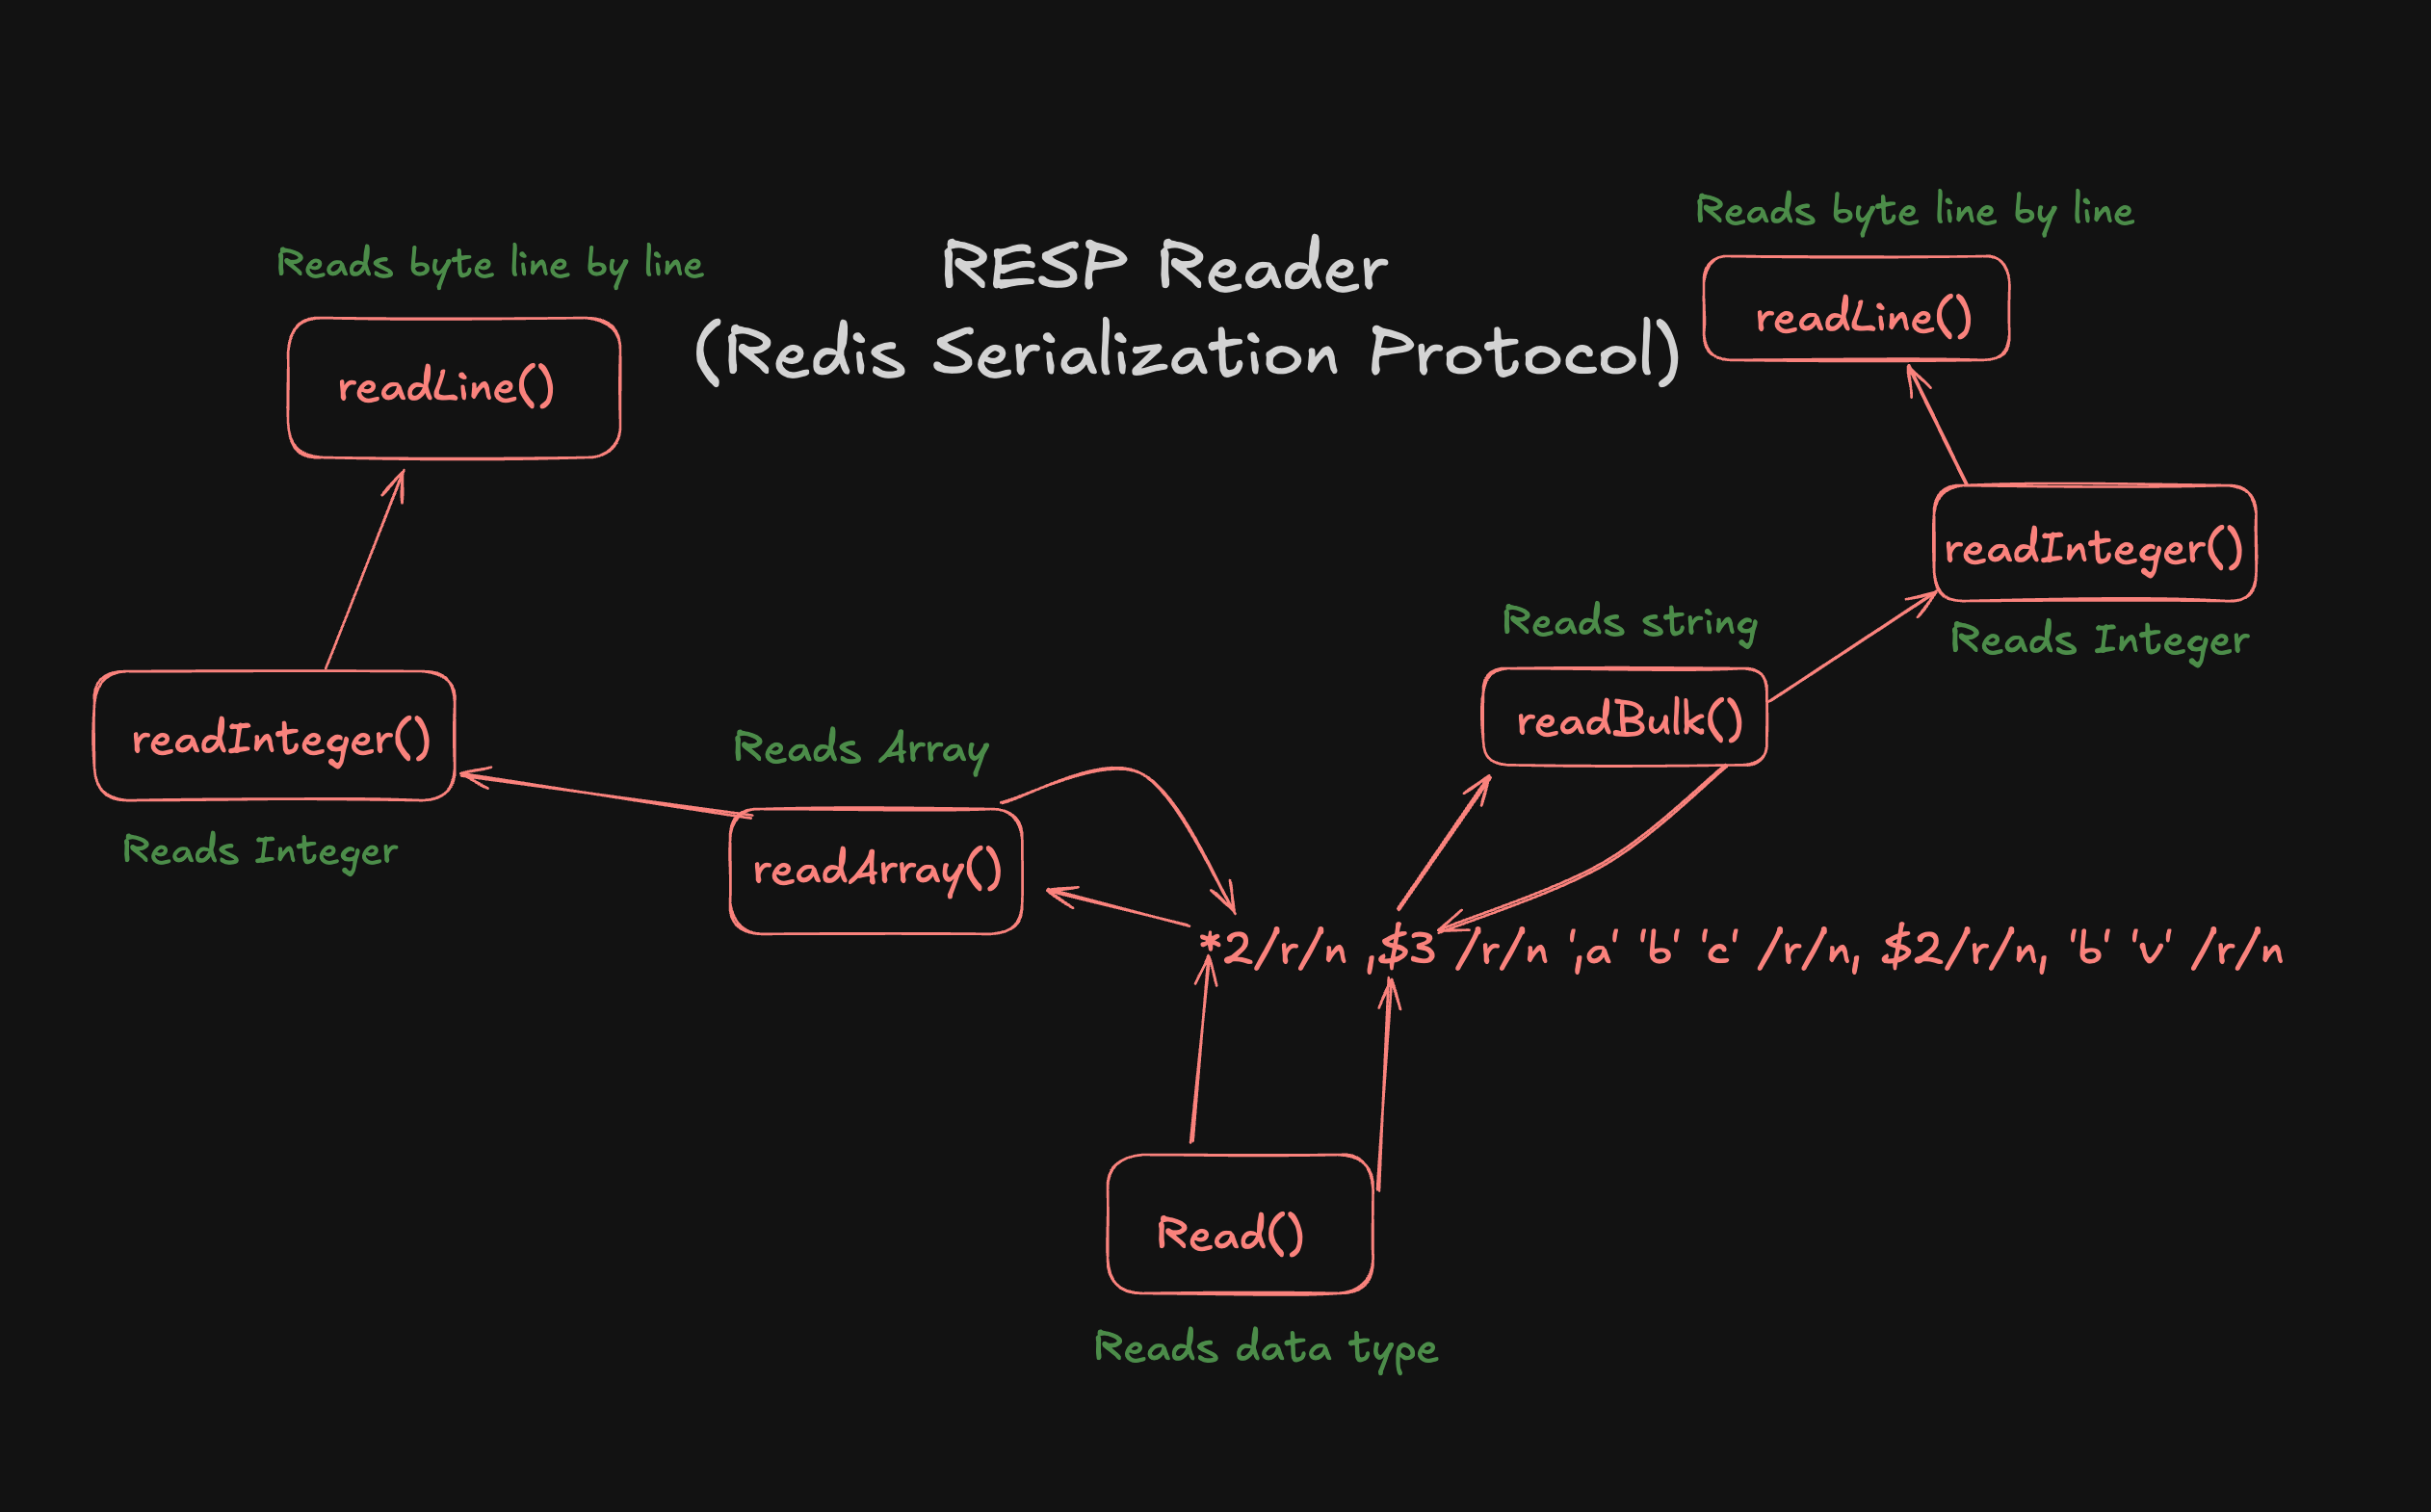 Reads byte line by line
RESP Reader
(Redis Serialization Protocol)
Reads byte line by line
readLine()
readLine()
readInteger()
Reads Integer
Reads string
readBulk()
readInteger()
Reads Integer
Reads Array
readArray()
*2/r/n ,$3 /r/n ',a' 'b' 'c' /r/n, $2/r/n, 'b' 'v' /r/n
Read()
Reads data type